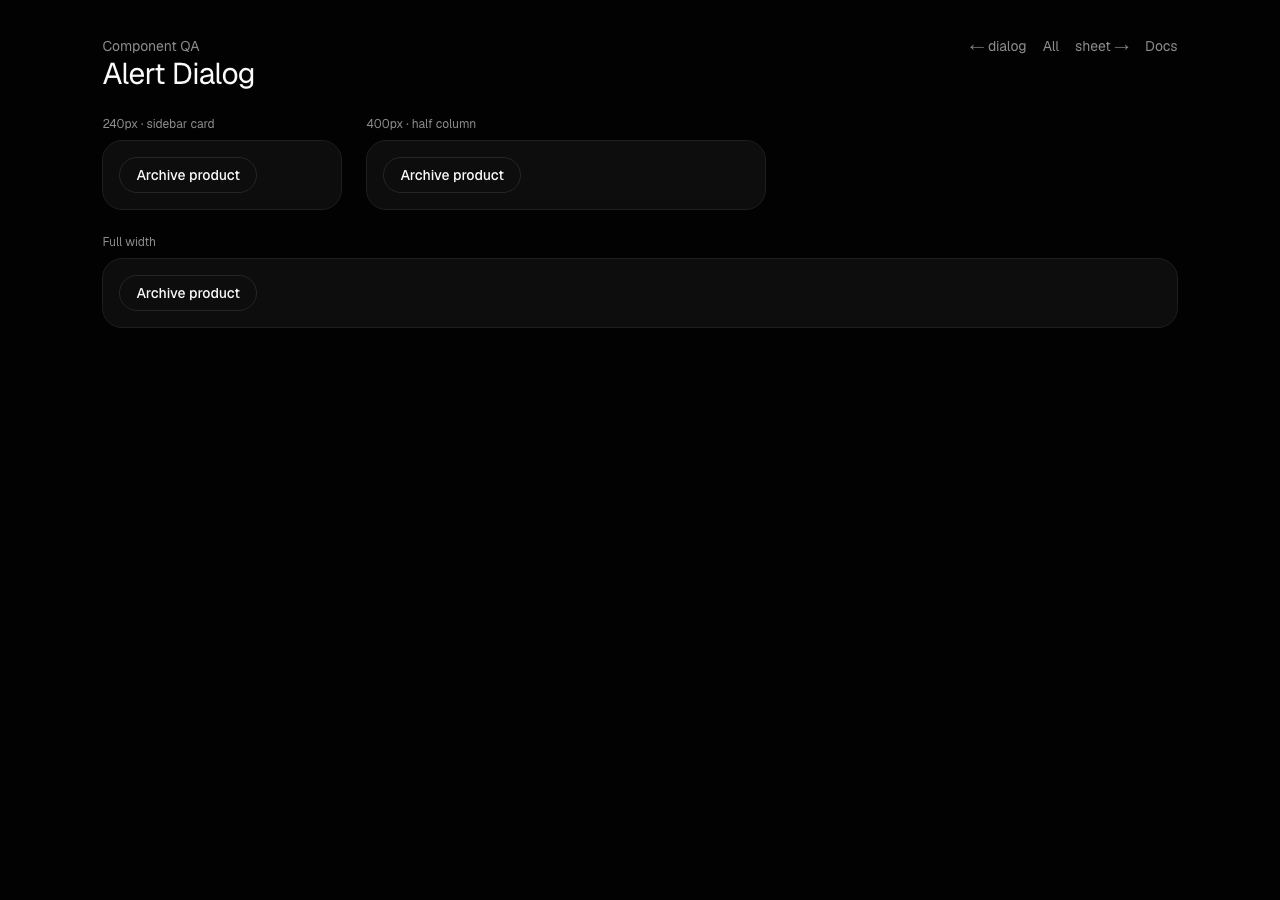 Component QA
← dialog All sheet → Docs
Alert Dialog
240px · sidebar card
400px · half column
Archive product
Archive product
Full width
Archive product